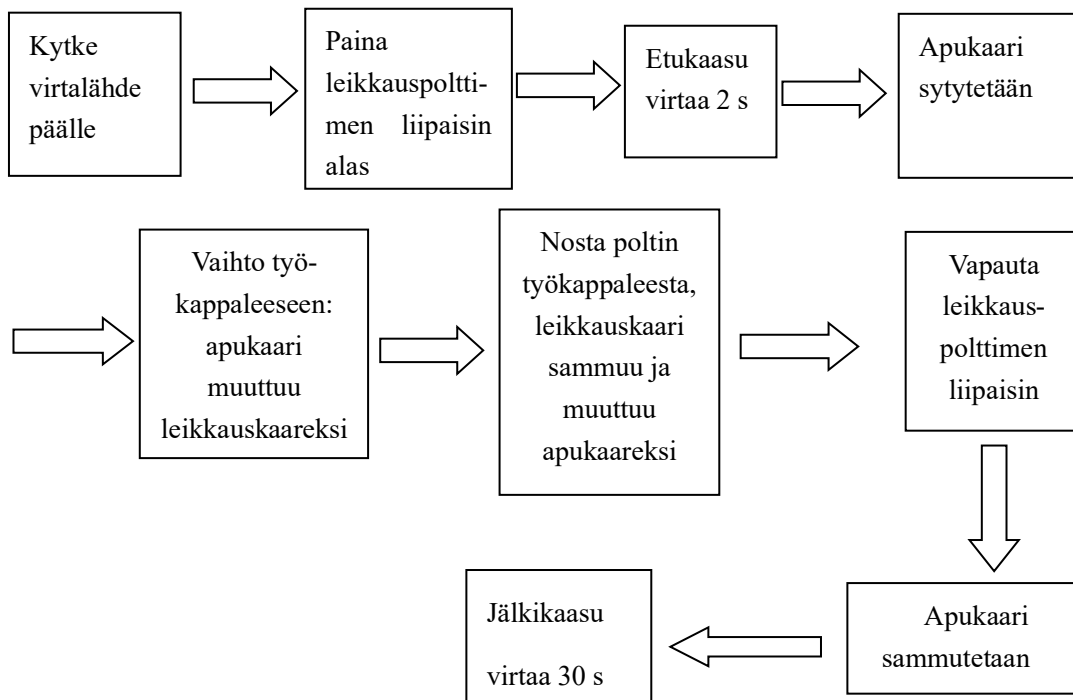 Kytke
virtalähde
päälle
Paina
leikkauspoltti-
men liipaisin
alas
Etukaasu
virtaa 2 s
Apukaari
sytytetään
Vaihto työ-
kappaleeseen:
apukaari
muuttuu
leikkauskaareksi
Nosta poltin
työkappaleesta,
leikkauskaari
sammuu ja
muuttuu
apukaareksi
Vapauta
leikkaus-
polttimen
liipaisin
Apukaari
sammutetaan
Jälkikaasu
virtaa 30 s